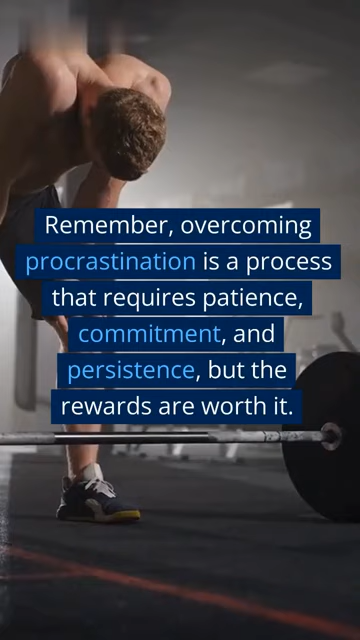 Remember, overcoming
procrastination is a process
that requires patience,
commitment, and
persistence, but the
rewards are worth it.